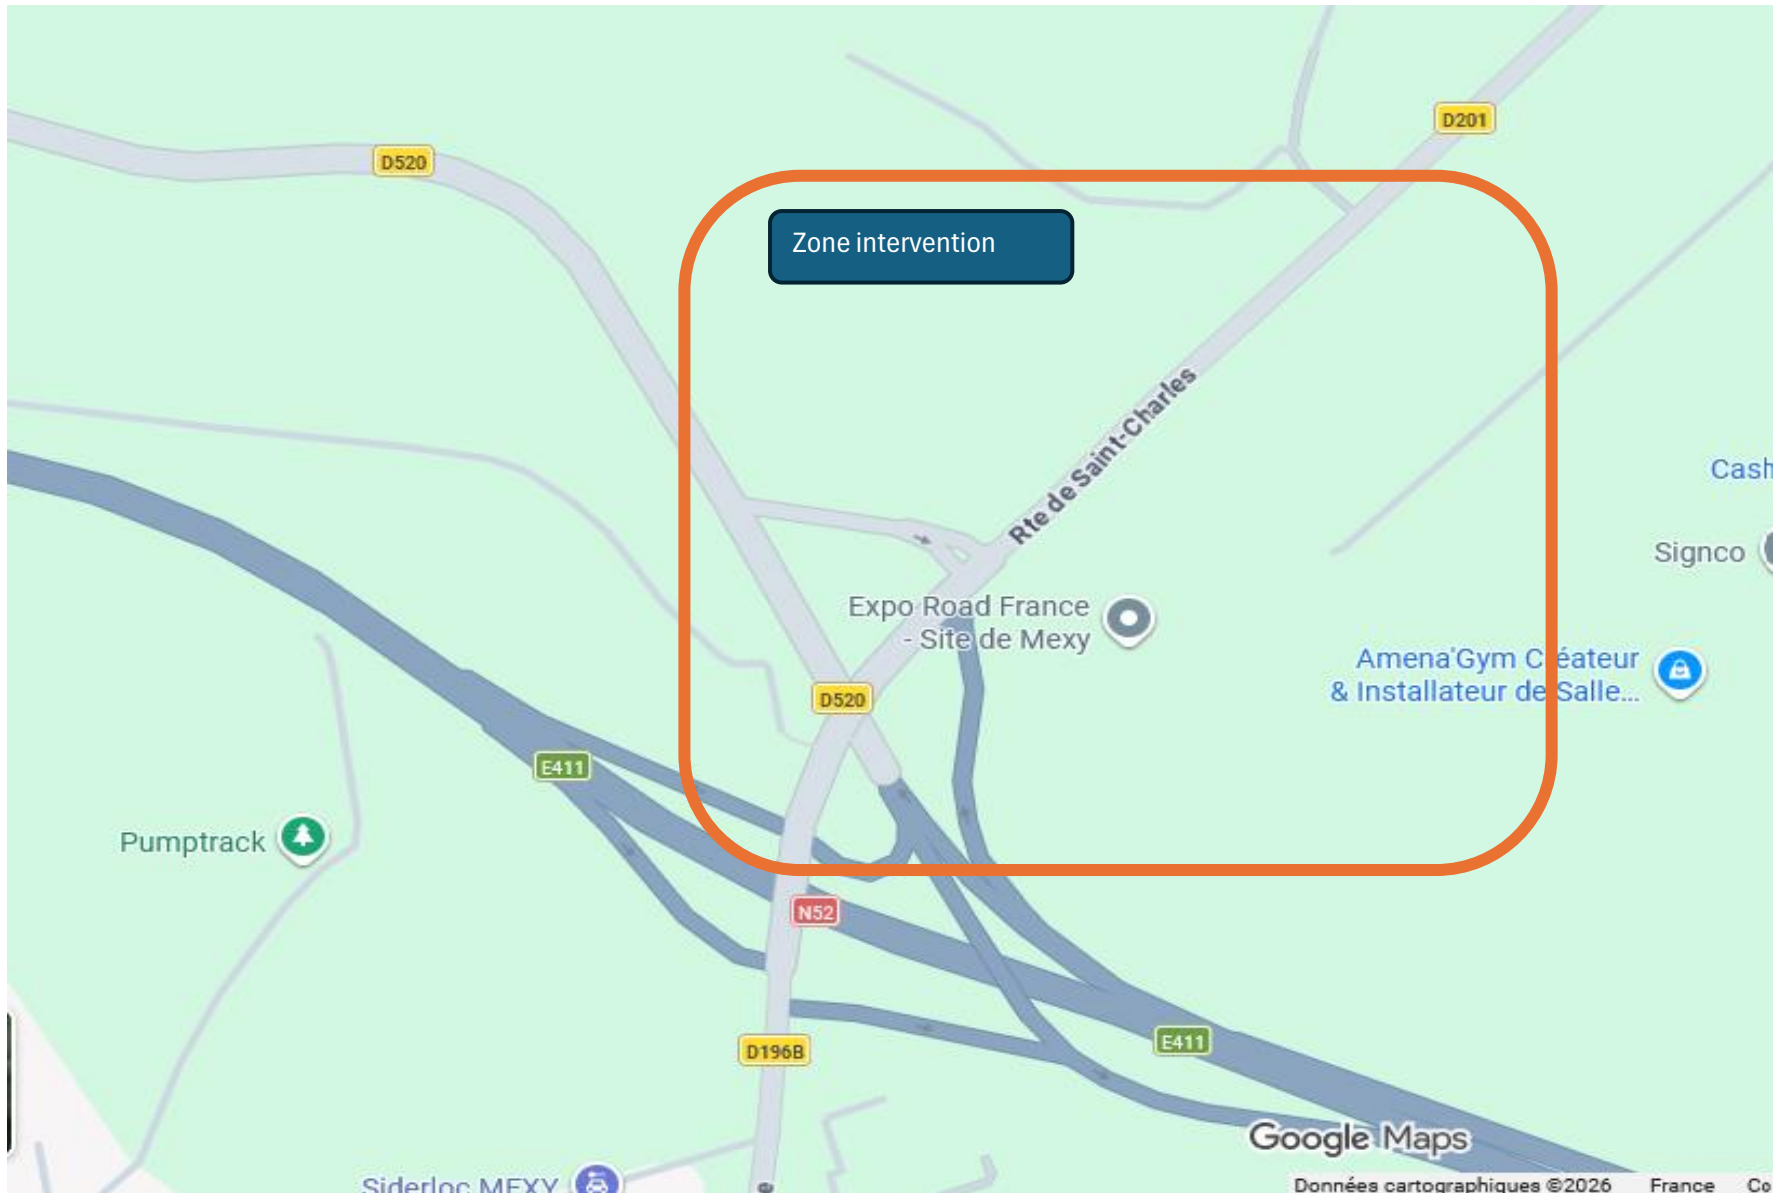 D201
D520
Zone intervention
Rte de Saint-Charles
Cash
Signco
Expo Road France
- Site de Mexy
Amena'Gym Créateur
& Installateur de Salle...
D520
E411
Pumptrack
N52
E411
D196B
Google Maps
Siderloc MEXY
Données cartographiques ©2026 France Co